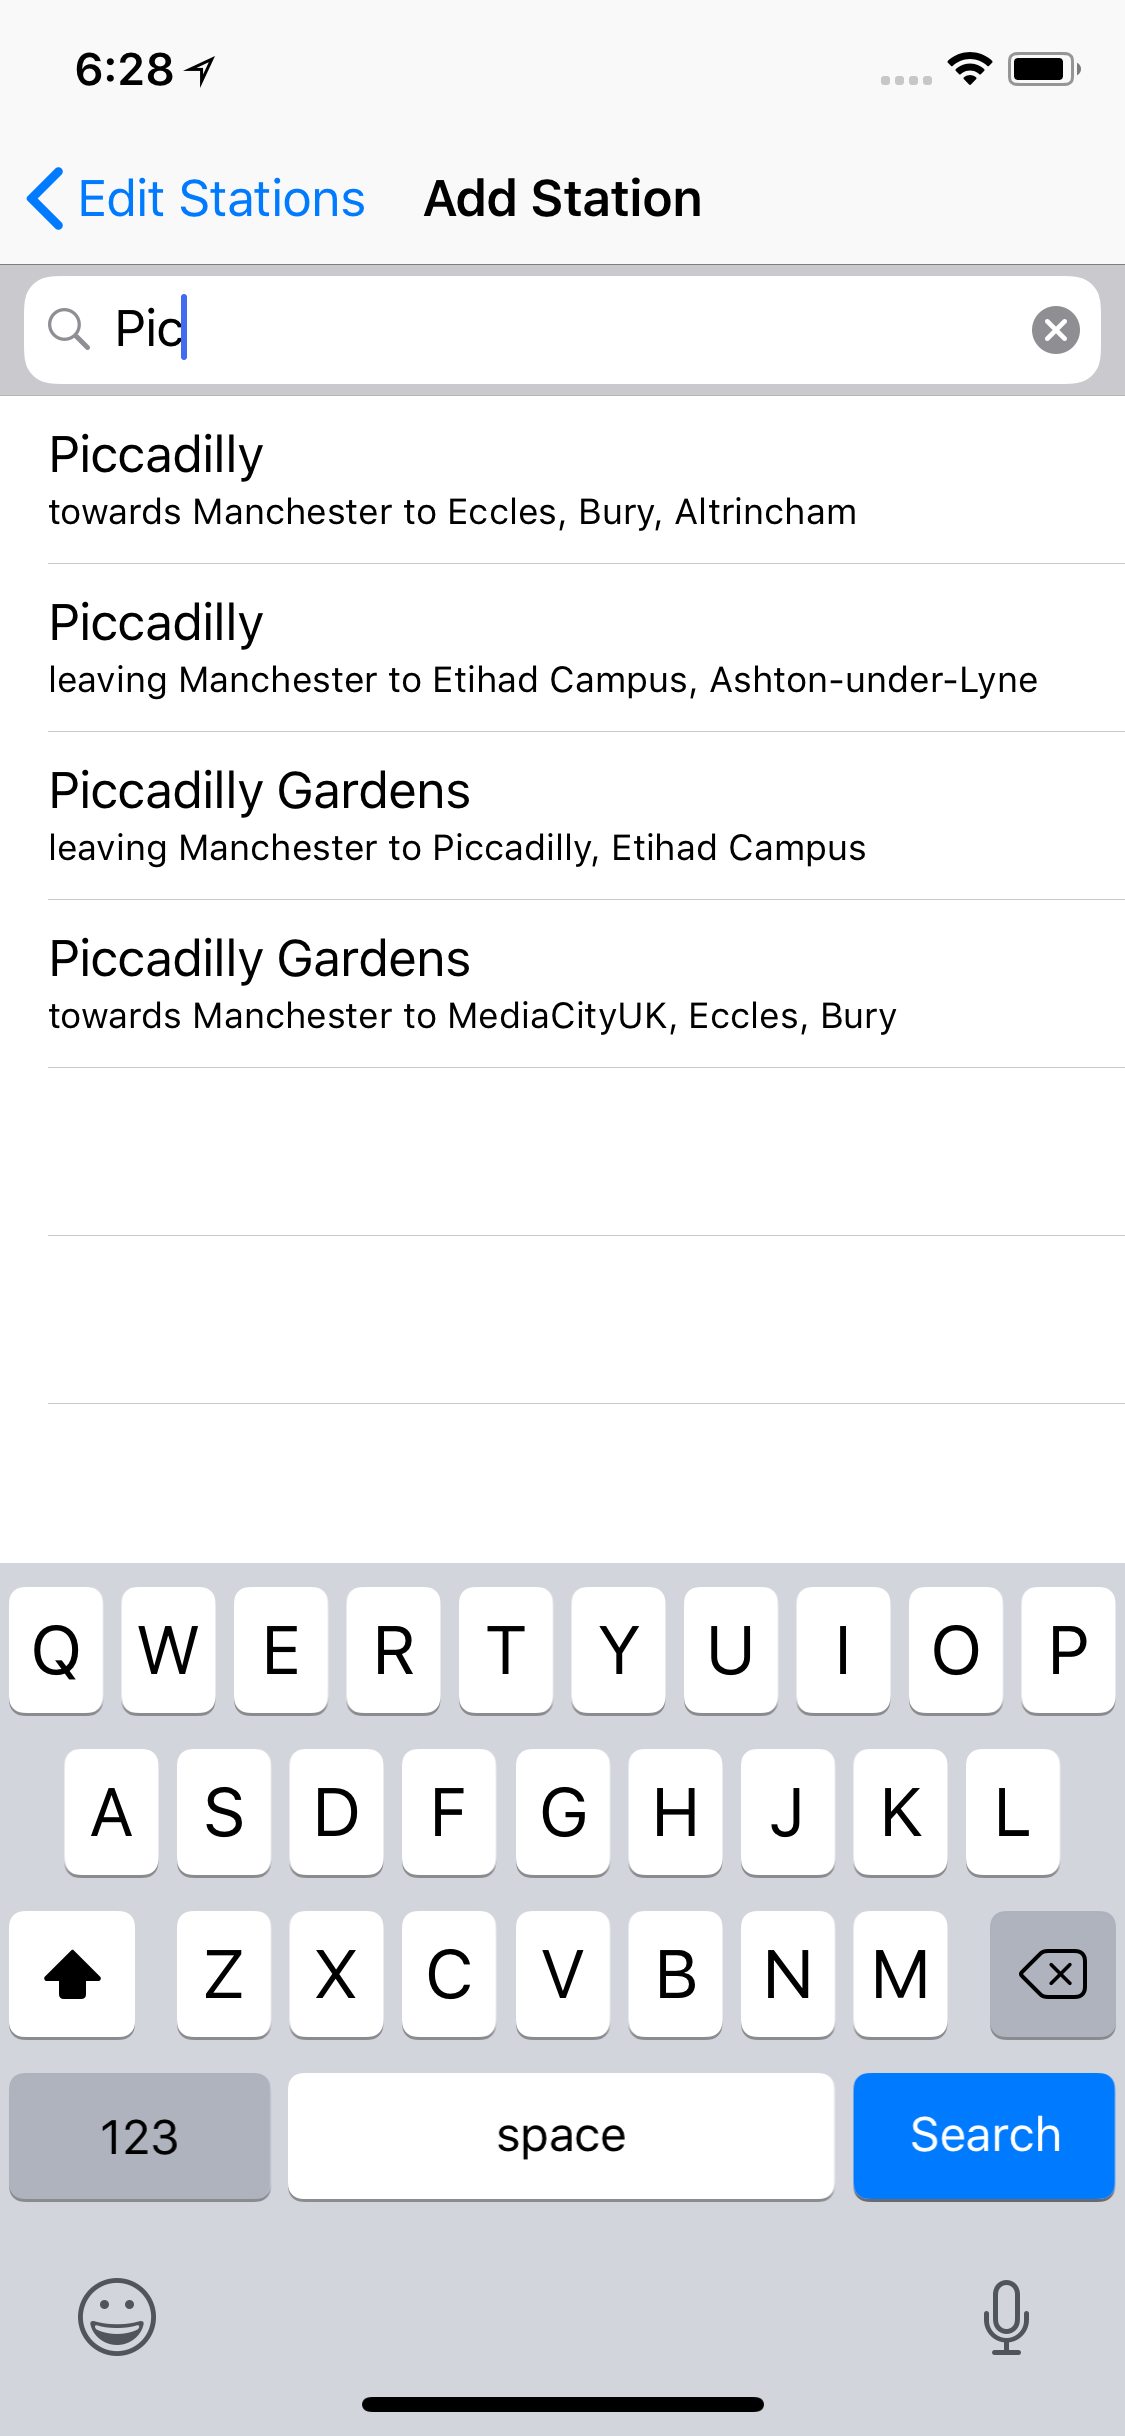 6:28
Edit Stations Add Station
Pic
Piccadilly
towards Manchester to Eccles, Bury, Altrincham
Piccadilly
leaving Manchester to Etihad Campus, Ashton-under-Lyne
Piccadilly Gardens
leaving Manchester to Piccadilly, Etihad Campus
Piccadilly Gardens
towards Manchester to MediaCityUK, Eccles, Bury
Q W E R T Y U I O P
A S D F G H J K L
Z X C V B N M
123 space Search